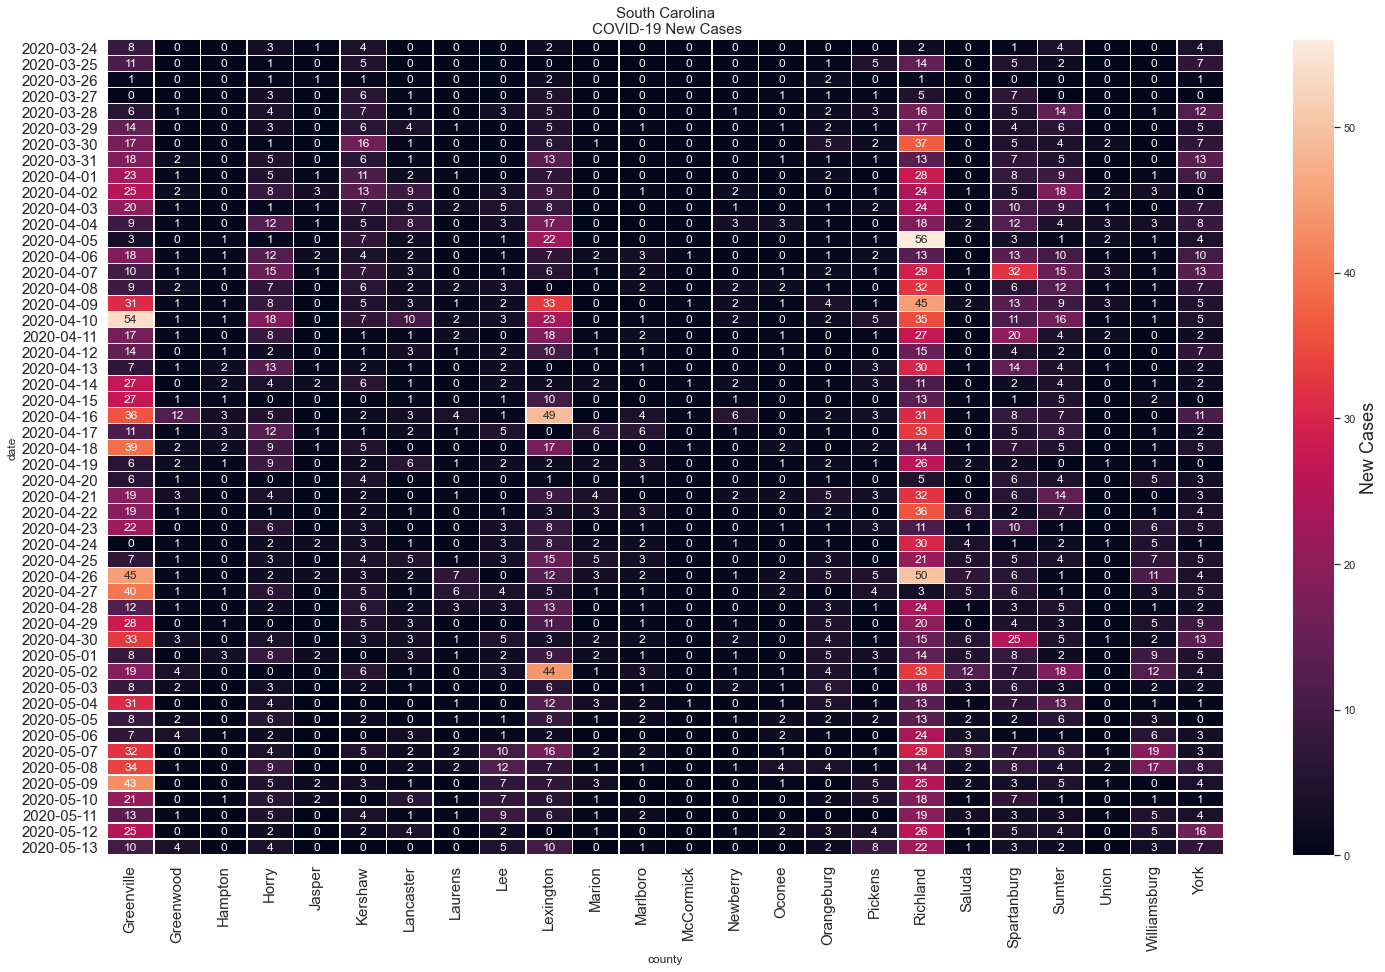 South Carolina
COVID-19 New Cases
2020-03-24 8 0 0 3 1 4 0 0 0 2 0 0 0 0 0 0 0 2 0 1 4 0 0 4
2020-03-25 11 0 0 1 0 5 0 0 0 0 0 0 0 0 0 1 5 14 0 5 2 0 0 7
2020-03-26 1 0 0 1 1 1 0 0 0 2 0 0 0 0 0 2 0 1 0 0 0 0 0 1
2020-03-27 0 0 0 3 0 6 1 0 0 5 0 0 0 0 1 1 1 5 0 7 0 0 0 0
2020-03-28 6 1 0 4 0 7 1 0 3 5 0 0 0 1 0 2 3 16 0 5 14 0 1 12
2020-03-29 14 0 0 3 0 6 4 1 0 5 0 1 0 0 1 2 1 17 0 4 6 0 0 5
2020-03-30 17 0 0 1 0 16 1 0 0 6 1 0 0 0 0 5 2 37 0 5 4 2 0 7
2020-03-31 18 2 0 5 0 6 1 0 0 13 0 0 0 0 1 1 1 13 0 7 5 0 0 13
2020-04-01 23 1 0 5 1 11 2 1 0 7 0 0 0 0 0 2 0 28 0 8 9 0 1 10
2020-04-02 25 2 0 8 3 13 9 0 3 9 0 1 0 2 0 0 1 24 1 5 18 2 3 0
2020-04-03 20 1 0 1 1 7 5 2 5 8 0 0 0 0 0 1 2 24 0 10 9 1 0 7
2020-04-04 9 1 0 12 1 5 8 0 3 17 0 0 0 3 3 1 0 18 2 12 4 3 3 8
2020-04-05 3 0 1 1 0 7 2 0 1 22 0 0 0 0 0 1 1 56 0 3 1 2 1 4
2020-04-06 18 1 1 12 2 4 2 0 1 7 2 3 1 0 0 1 2 13 0 13 10 1 1 10
2020-04-07 10 1 1 15 1 7 3 0 1 6 1 2 0 0 1 2 1 29 1 32 15 3 1 13
2020-04-08 9 2 0 7 0 6 2 2 3 0 0 2 0 2 2 1 0 32 0 6 12 1 1 7
2020-04-09 31 1 1 8 0 5 3 1 2 33 0 0 1 2 1 4 1 45 2 13 9 3 1 5
2020-04-10 54 1 1 18 0 7 10 2 3 23 0 1 0 2 0 2 5 35 0 11 16 1 1 5
2020-04-11 17 1 0 8 0 1 1 2 0 18 1 2 0 0 1 0 1 27 0 20 4 2 0 2
2020-04-12 14 0 1 2 0 1 3 1 2 10 1 1 0 0 1 0 0 15 0 4 2 0 0 7
2020-04-13 7 1 2 13 1 2 1 0 2 0 0 1 0 0 0 0 3 30 1 14 4 1 0 2
2020-04-14 27 0 2 4 2 6 1 0 2 2 2 0 1 2 0 1 3 11 0 2 4 0 1 2
2020-04-15 27 1 1 0 0 0 1 0 1 10 0 0 0 1 0 0 0 13 1 1 5 0 2 0
2020-04-16 36 12 3 5 0 2 3 4 1 49 0 4 1 6 0 2 3 31 1 8 7 0 0 11
2020-04-17 11 1 3 12 1 1 2 1 5 0 6 6 0 1 0 1 0 33 0 5 8 0 1 2
2020-04-18 39 2 2 9 1 5 0 0 0 17 0 0 1 0 2 0 2 14 1 7 5 0 1 5
2020-04-19 6 2 1 9 0 2 6 1 2 2 2 3 0 0 1 2 1 26 2 2 0 1 1 0
2020-04-20 6 1 0 0 0 4 0 0 0 1 0 1 0 0 0 1 0 5 0 6 4 0 5 3
2020-04-21 19 3 0 4 0 2 0 1 0 9 4 0 0 2 2 5 3 32 0 6 14 0 0 3
2020-04-22 19 1 0 1 0 2 1 0 1 3 3 3 0 0 0 2 0 36 6 2 7 0 1 4
2020-04-23 22 0 0 6 0 3 0 0 3 8 0 1 0 0 1 1 3 11 1 10 1 0 6 5
2020-04-24 0 1 0 2 2 3 1 0 3 8 2 2 0 1 0 1 0 30 4 1 2 1 5 1
2020-04-25 7 1 0 3 0 4 5 1 3 15 5 3 0 0 0 3 0 21 5 5 4 0 7 5
2020-04-26 45 1 0 2 2 3 2 7 0 12 3 2 0 1 2 5 5 50 7 6 1 0 11 4
2020-04-27 40 1 1 6 0 5 1 6 4 5 1 1 0 0 2 0 4 3 5 6 1 0 3 5
2020-04-28 12 1 0 2 0 6 2 3 3 13 0 1 0 0 0 3 1 24 1 3 5 0 1 2
2020-04-29 28 0 1 0 0 5 3 0 0 11 0 1 0 1 0 5 0 20 0 4 3 0 5 9
2020-04-30 33 3 0 4 0 3 3 1 5 3 2 2 0 2 0 4 1 15 6 25 5 1 2 13
2020-05-01 8 0 3 8 2 0 3 1 2 9 2 1 0 0 1 5 3 14 5 8 2 0 9 5
2020-05-02 19 4 0 0 0 6 1 0 3 44 1 3 0 1 1 4 1 33 12 7 18 0 12 4
2020-05-03 8 2 0 3 0 2 1 0 0 6 0 1 0 2 1 6 0 18 3 6 3 0 2 2
2020-05-04 31 0 0 4 0 0 0 1 0 12 3 2 1 0 1 5 1 13 1 7 13 0 1 1
2020-05-05 8 2 0 6 0 2 0 1 1 8 1 2 0 1 2 2 2 13 2 2 6 0 3 0
2020-05-06 7 4 1 2 0 0 3 0 1 2 0 0 0 0 2 1 0 24 3 1 1 0 6 3
2020-05-07 32 0 0 4 0 5 2 2 10 16 2 2 0 0 1 0 1 29 9 7 6 1 19 3
2020-05-08 34 1 0 9 0 0 2 2 12 7 1 1 0 1 4 4 1 14 2 8 4 2 17 8
2020-05-09 43 0 0 5 2 3 1 0 7 7 3 0 0 0 1 0 5 25 2 3 5 1 0 4
2020-05-10 21 0 1 6 2 0 6 1 7 6 1 0 0 0 0 2 5 18 1 7 1 0 1 1
2020-05-11 13 1 0 5 0 4 1 1 9 6 1 2 0 0 0 0 0 19 3 3 3 1 5 4
2020-05-12 25 0 0 2 0 2 4 0 2 0 1 0 0 1 2 3 4 26 1 5 4 0 5 16
2020-05-13 10 4 0 4 0 0 0 0 5 10 0 1 0 0 0 2 8 22 1 3 2 0 3 7
Greenville Greenwood Hampton Horry Jasper Kershaw Lancaster Laurens Lee Lexington Marion Marlboro McCormick Newberry Oconee Orangeburg Pickens Richland Saluda Spartanburg Sumter Union Williamsburg York
county
date
50
40
30
20
10
0
New Cases